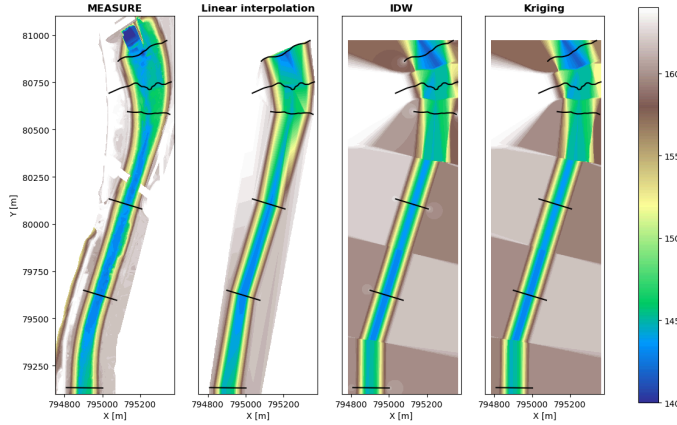 MEASURE
Linear interpolation
IDW
Kriging
81000
80750
80500
80250
80000
79750
79500
79250
Y [m]
794800 795000 795200
794800 795000 795200
794800 795000 795200
794800 795000 795200
X [m]
X [m]
X [m]
X [m]
160
155
150
145
140